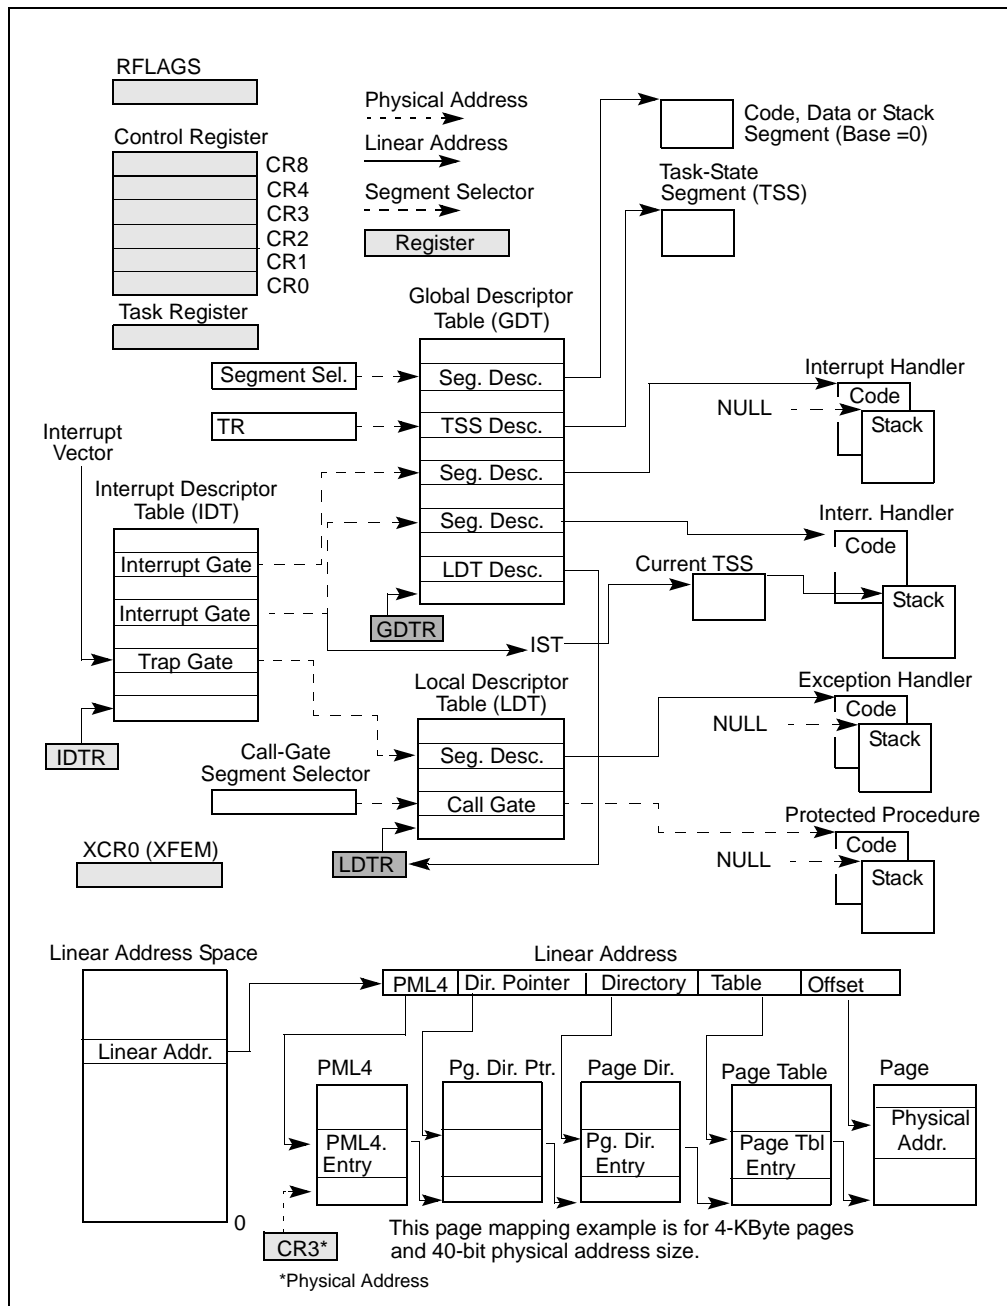 RFLAGS
Control Register
CR8
CR4
CR3
CR2
CR1
CR0
Task Register
Physical Address
Linear Address
Segment Selector
Register
Code, Data or Stack
Segment (Base =0)
Task-State
Segment (TSS)
Global Descriptor
Table (GDT)
Segment Sel.
Seg. Desc.
TR
TSS Desc.
Seg. Desc.
Seg. Desc.
LDT Desc.
GDTR
Interrupt
Vector
Interrupt Descriptor
Table (IDT)
Interrupt Gate
Interrupt Gate
Trap Gate
IDTR
Interrupt Handler
NULL
Code
Stack
Interr. Handler
Code
Stack
Current TSS
IST
Local Descriptor
Table (LDT)
Seg. Desc.
Call Gate
Call-Gate
Segment Selector
LDTR
Exception Handler
NULL
Code
Stack
Protected Procedure
NULL
Code
Stack
XCR0 (XFEM)
Linear Address Space
Linear Addr.
0
Linear Address
PML4 Dir. Pointer Directory Table Offset
PML4
PML4.
Entry
Pg. Dir. Ptr.
Page Dir.
Pg. Dir.
Entry
Page Table
Page Tbl
Entry
Page
Physical
Addr.
CR3*
This page mapping example is for 4-KByte pages
and 40-bit physical address size.
*Physical Address